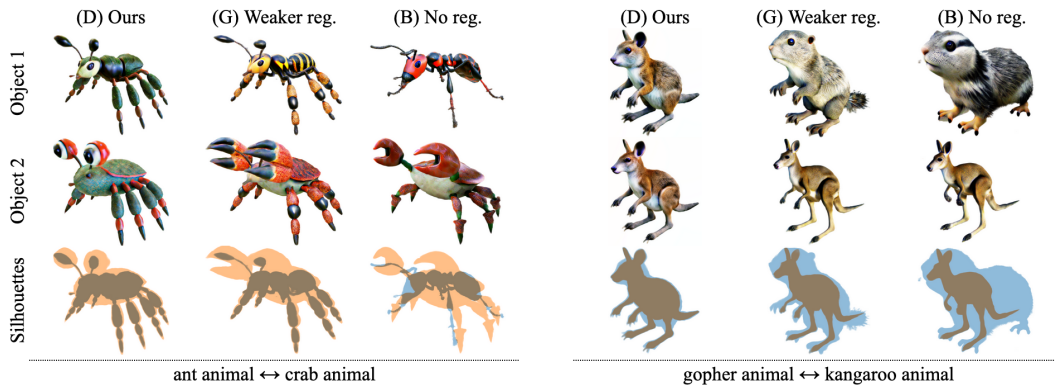 (D) Ours (G) Weaker reg. (B) No reg. (D) Ours (G) Weaker reg. (B) No reg.
Object 1
Object 2
Silhouettes
ant animal ↔ crab animal
gopher animal ↔ kangaroo animal